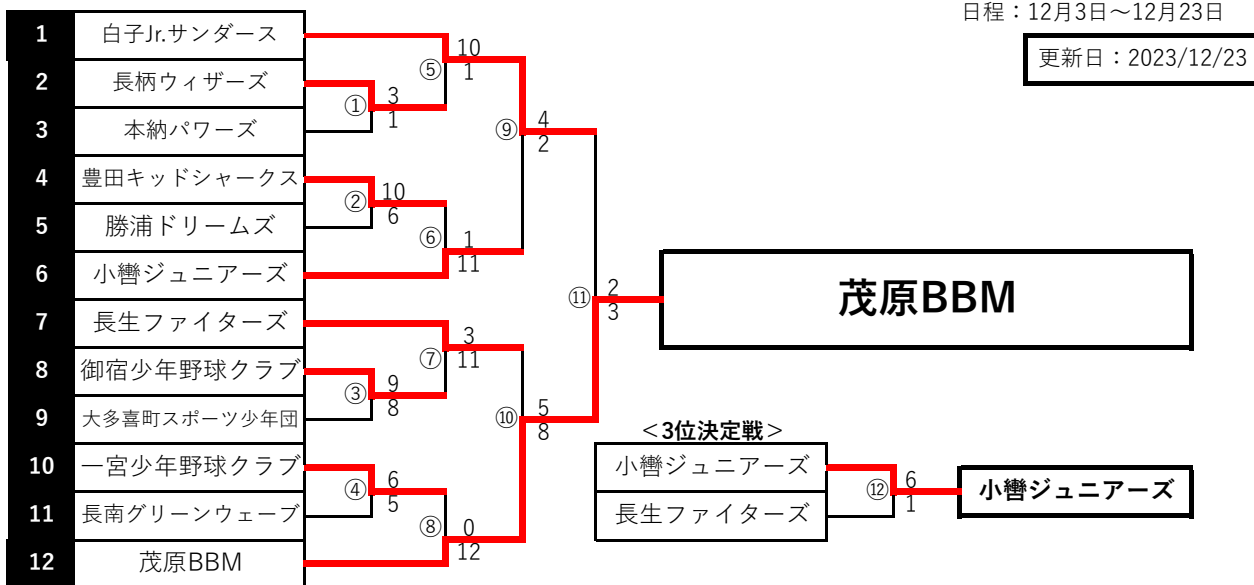 日程：12月3日～12月23日
更新日：2023/12/23
1 白子Jr.サンダース
2 長柄ウィザーズ
3 本納パワーズ
4 豊田キッドシャークス
5 勝浦ドリームズ
6 小轡ジュニアーズ
7 長生ファイターズ
8 御宿少年野球クラブ
9 大多喜町スポーツ少年団
10 一宮少年野球クラブ
11 長南グリーンウェーブ
12 茂原BBM
① 3 1
② 10 6
③ 9 8
④ 6 5
⑤ 10 1
⑥ 1 11
⑦ 3 11
⑧ 0 12
⑨ 4 2
⑩ 5 8
⑪ 2 3
茂原BBM
＜3位決定戦＞
小轡ジュニアーズ
長生ファイターズ
⑫ 6 1
小轡ジュニアーズ